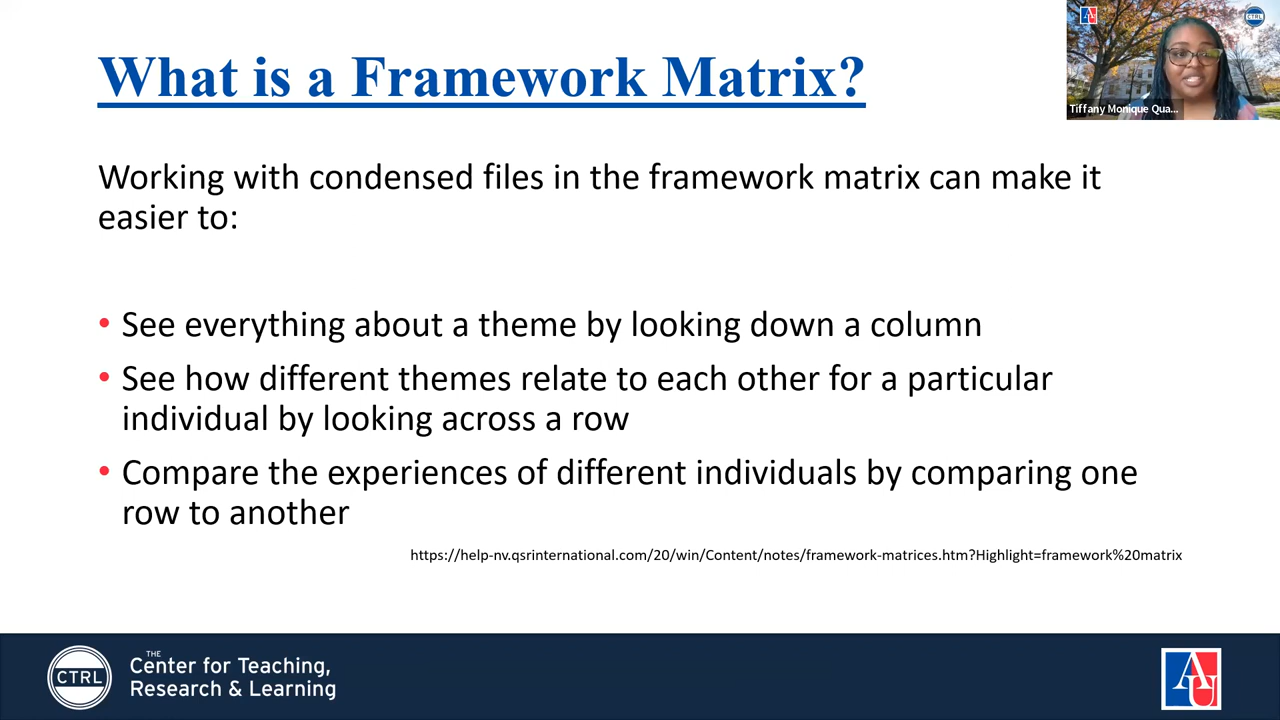 What is a Framework Matrix?
CTRL
Tiffany Monique Qua...
Working with condensed files in the framework matrix can make it
easier to:
• See everything about a theme by looking down a column
• See how different themes relate to each other for a particular
individual by looking across a row
• Compare the experiences of different individuals by comparing one
row to another
https://help-nv.qsrinternational.com/20/win/Content/notes/framework-matrices.htm?Highlight=framework%20matrix
CTRL
THE
Center for Teaching,
Research & Learning
AU